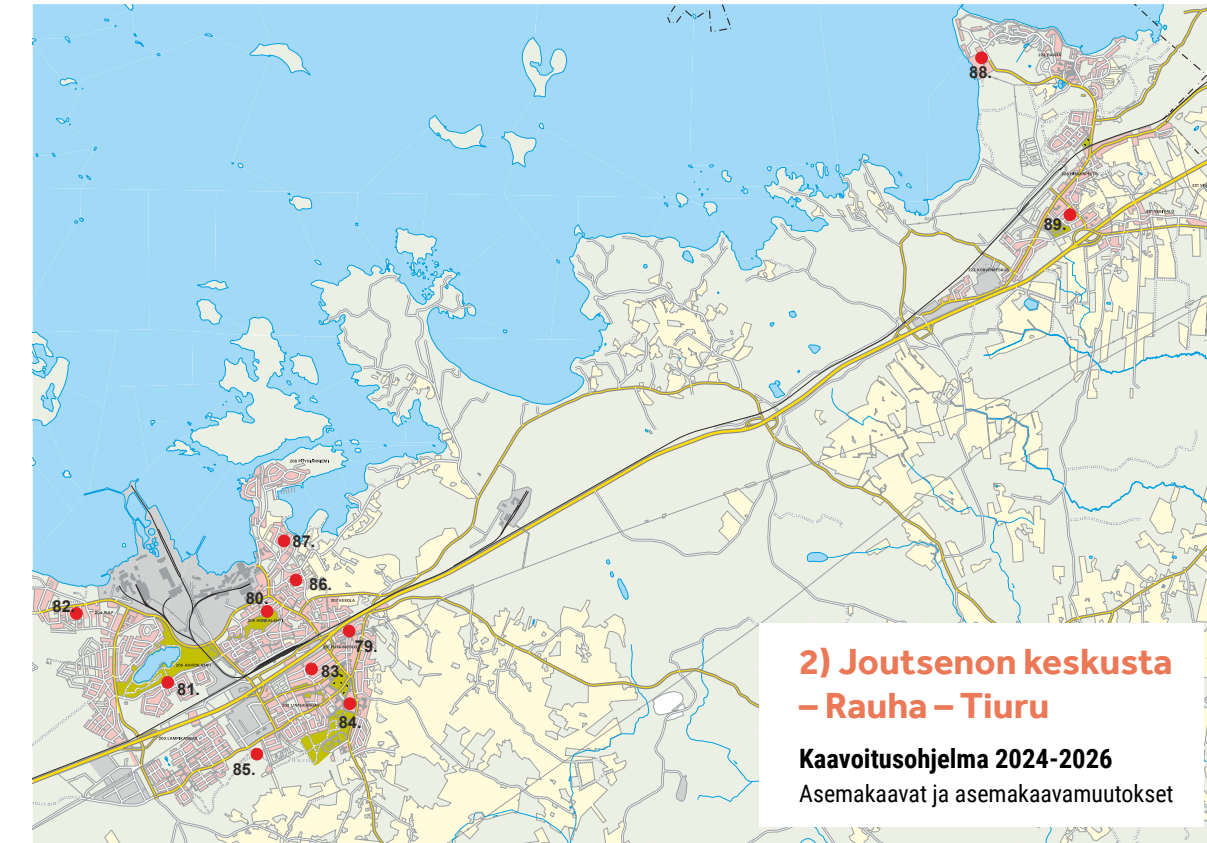 88.
89.
87.
86.
82.
80.
79.
83.
81.
84.
85.
2) Joutsenon keskusta
– Rauha – Tiuru
Kaavoitusohjelma 2024-2026
Asemakaavat ja asemakaavamuutokset